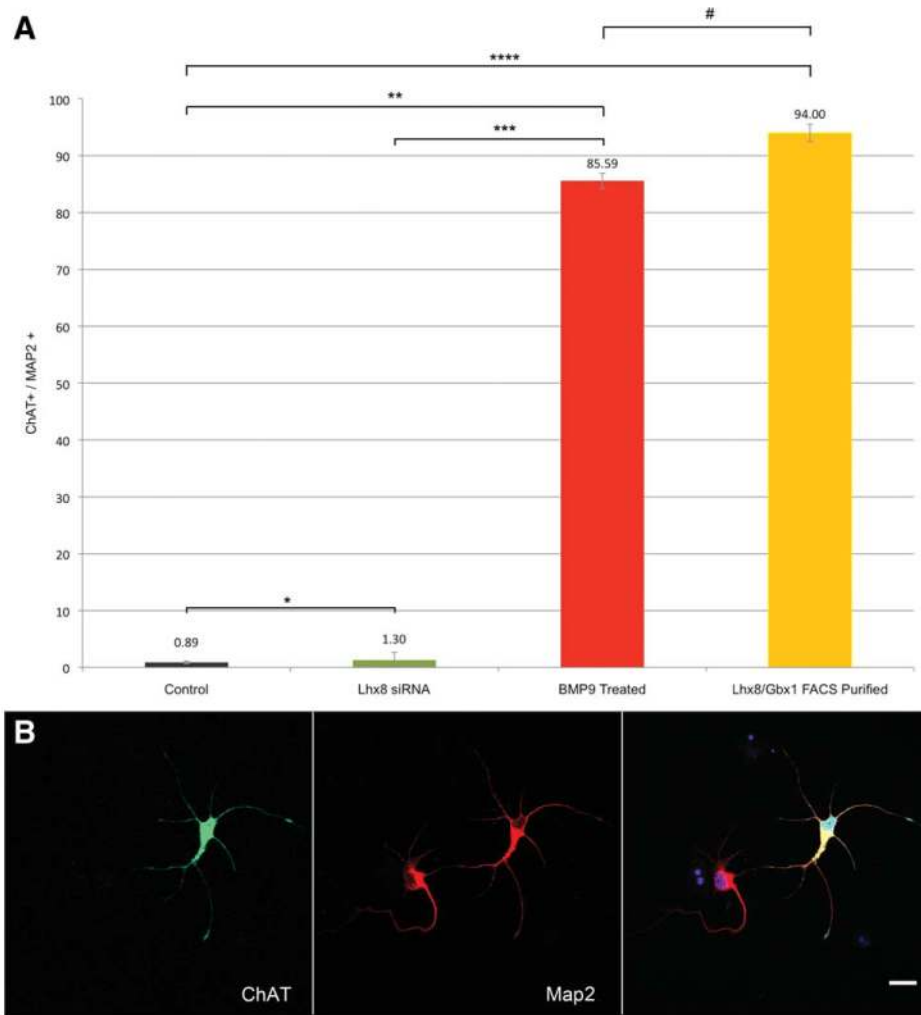 A
#
****
**
***
ChAT+ / MAP2 +
100
90
80
70
60
50
40
30
20
10
0
94.00
85.59
*
0.89
1.30
Control
Lhx8 siRNA
BMP9 Treated
Lhx8/Gbx1 FACS Purified
B
ChAT
Map2